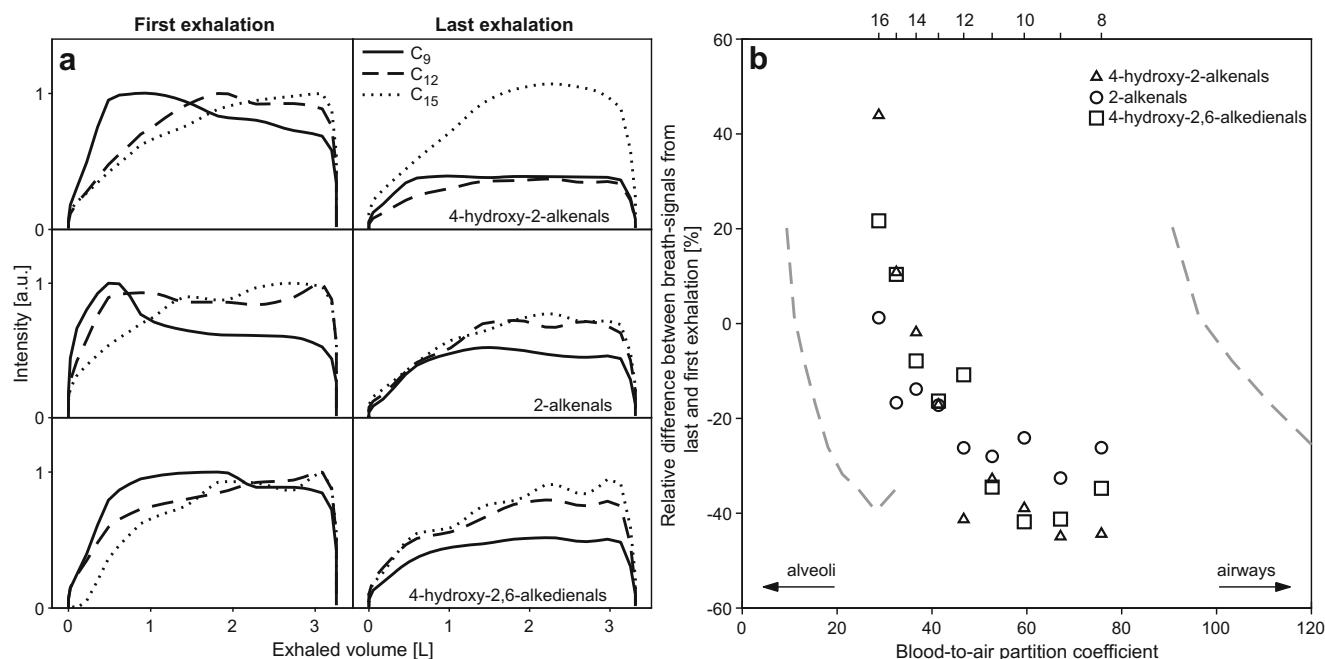 First exhalation
Last exhalation
a
C9
C12
C15
1
0
4-hydroxy-2-alkenals
1
0
2-alkenals
1
0
4-hydroxy-2,6-alkedienals
0 1 2 3
0 1 2 3
Exhaled volume [L]
Intensity [a.u.]
16 14 12 10 8
b
4-hydroxy-2-alkenals
2-alkenals
4-hydroxy-2,6-alkedienals
60
40
20
0
-20
-40
-60
alveoli
airways
0 20 40 60 80 100 120
Blood-to-air partition coefficient
Relative difference between breath-signals from
last and first exhalation [%]